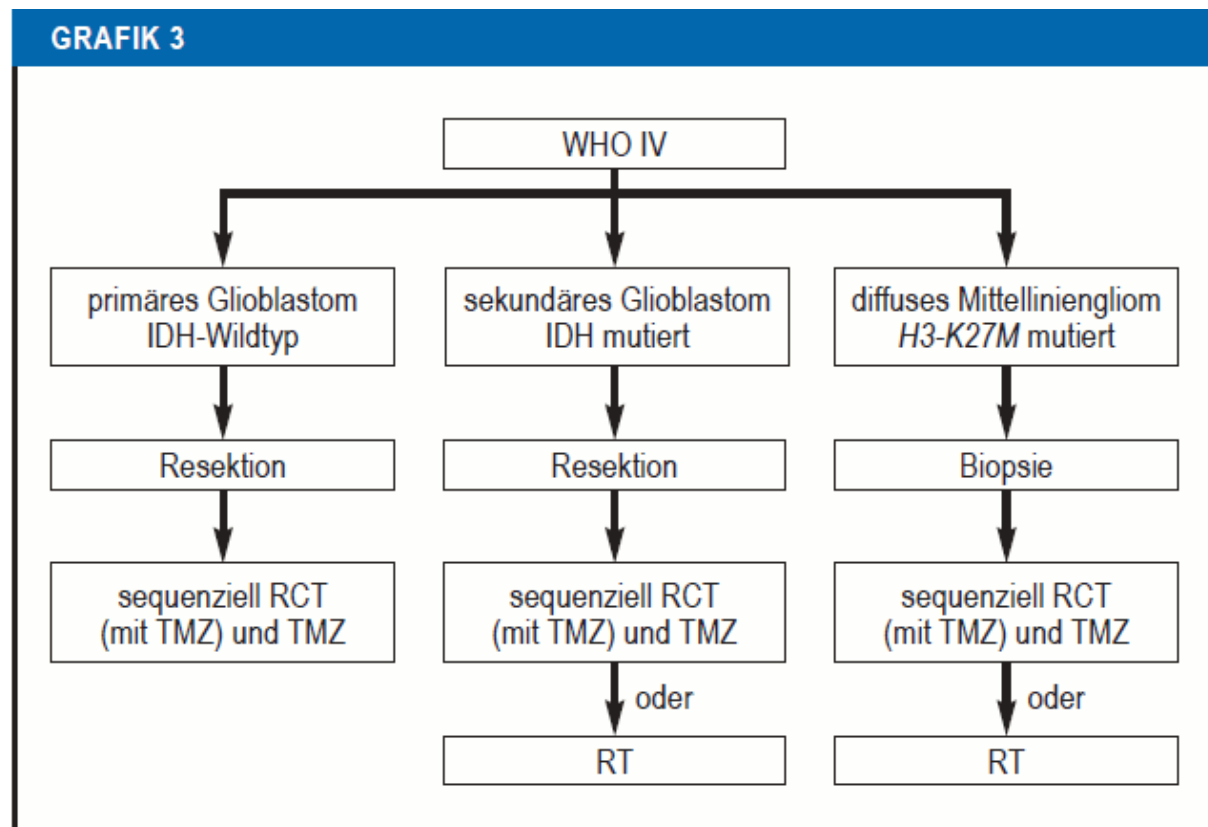 GRAFIK 3
WHO IV
primäres Glioblastom
IDH-Wildtyp
sekundäres Glioblastom
IDH mutiert
diffuses Mittelliniengliom
H3-K27M mutiert
Resektion
Resektion
Biopsie
sequenziell RCT
(mit TMZ) und TMZ
sequenziell RCT
(mit TMZ) und TMZ
sequenziell RCT
(mit TMZ) und TMZ
oder
oder
RT
RT